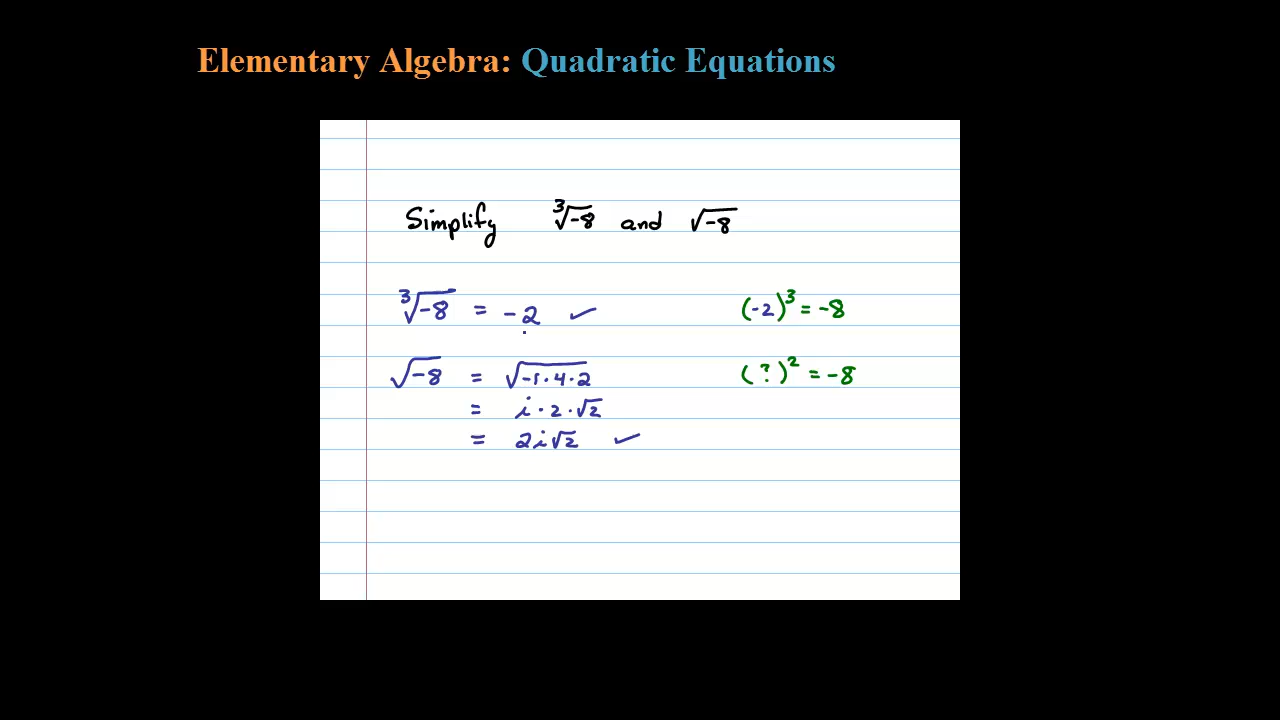 Elementary Algebra: Quadratic Equations
Simplify ∛-8 and √-8
∛-8 = -2 ✓ (-2)³ = -8
√-8 = √-1·4·2 (?)² = -8
= i·2·√2
= 2i√2 ✓